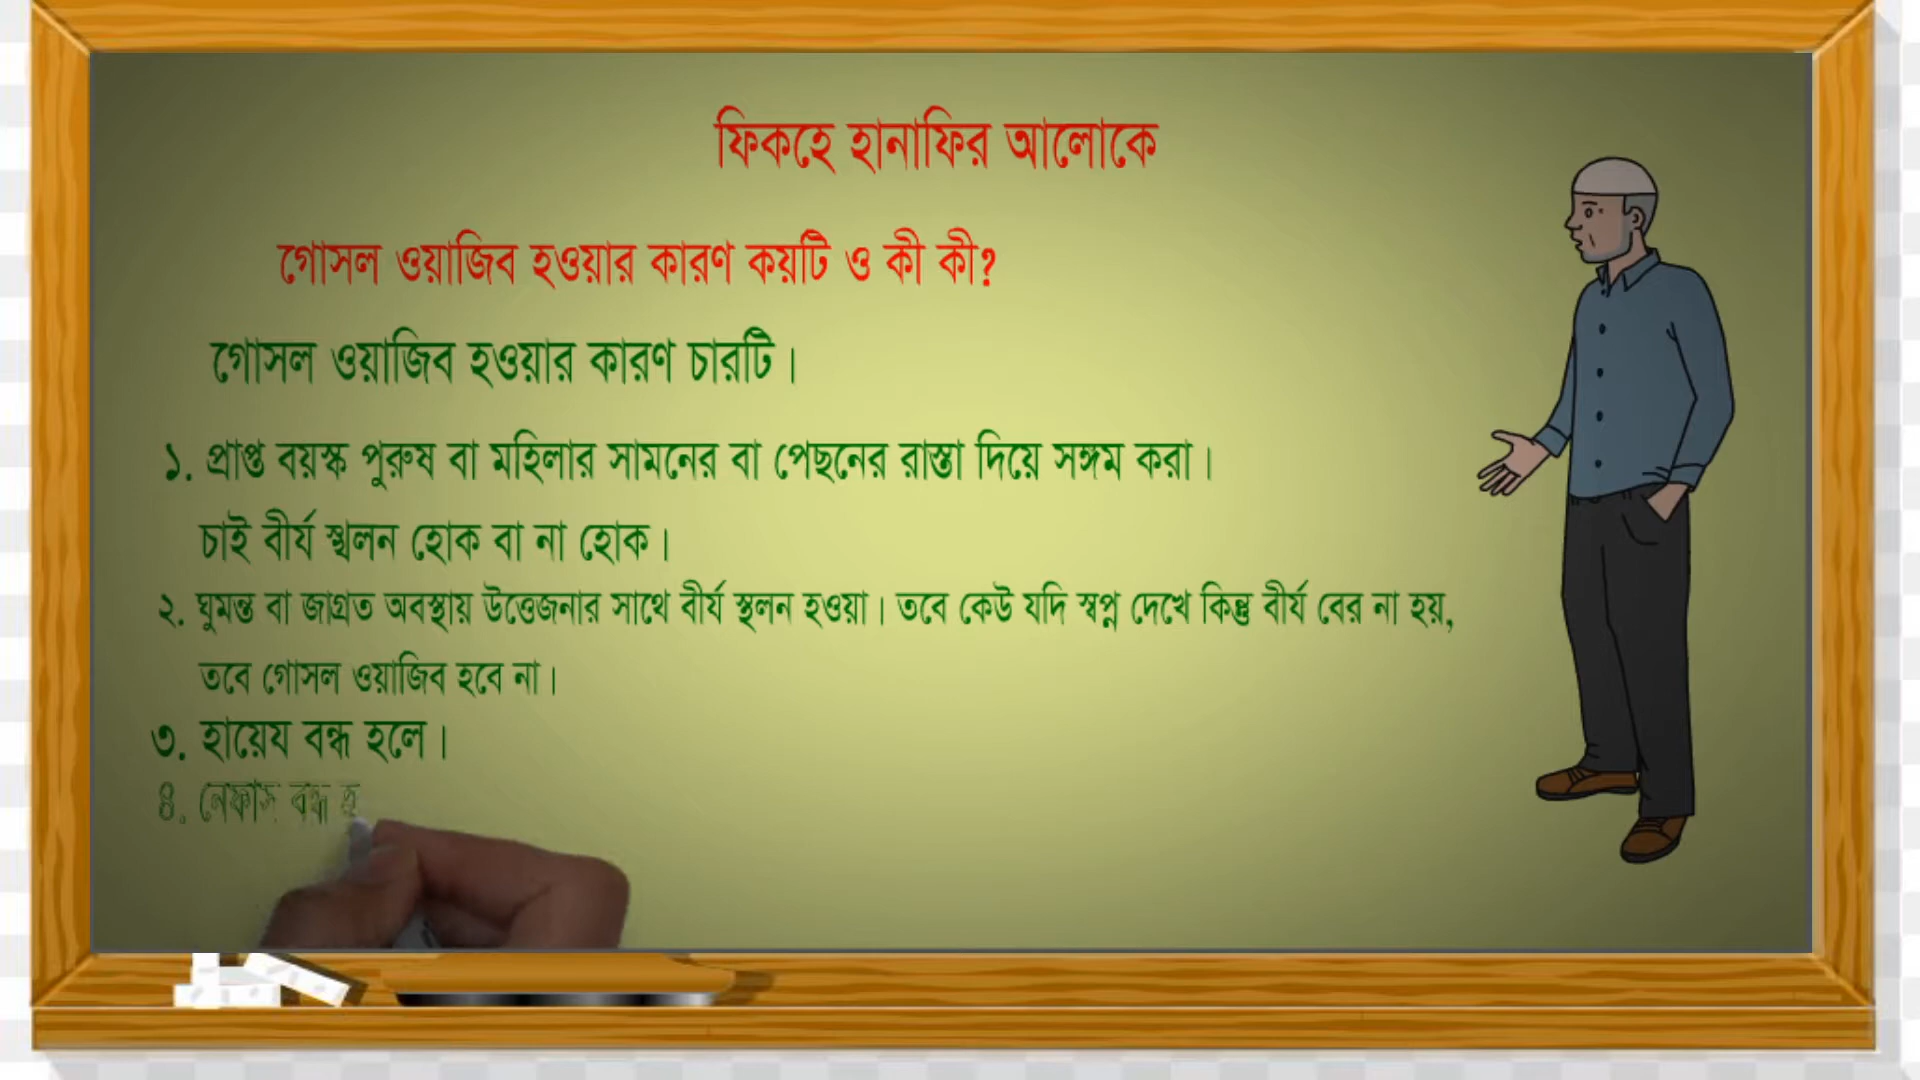 ফিকহে হানাফির আলোকে
গোসল ওয়াজিব হওয়ার কারণ কয়টি ও কী কী?
গোসল ওয়াজিব হওয়ার কারণ চারটি।
১. প্রাপ্ত বয়স্ক পুরুষ বা মহিলার সামনের বা পেছনের রাস্তা দিয়ে সঙ্গম করা।
চাই বীর্য স্খলন হোক বা না হোক।
২. ঘুমন্ত বা জাগ্রত অবস্থায় উত্তেজনার সাথে বীর্য স্থলন হওয়া। তবে কেউ যদি স্বপ্ন দেখে কিন্তু বীর্য বের না হয়,
তবে গোসল ওয়াজিব হবে না।
৩. হায়েয বন্ধ হলে।
৪. নেফাস বন্ধ হ